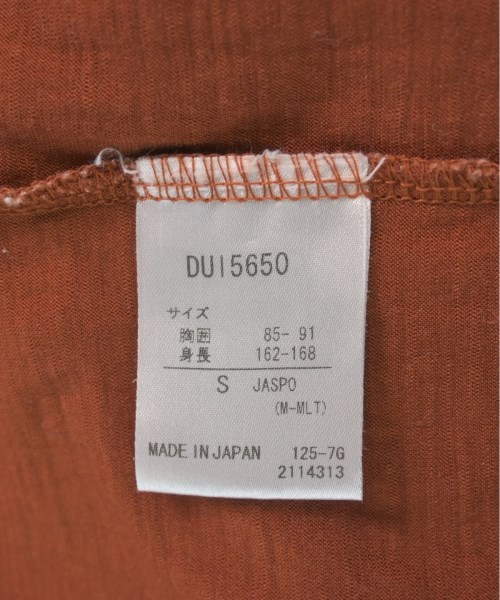 DU15650
サイズ
胸囲 85- 91
身長 162-168
S JASPO
(M-MLT)
MADE IN JAPAN 125-7G
2114313